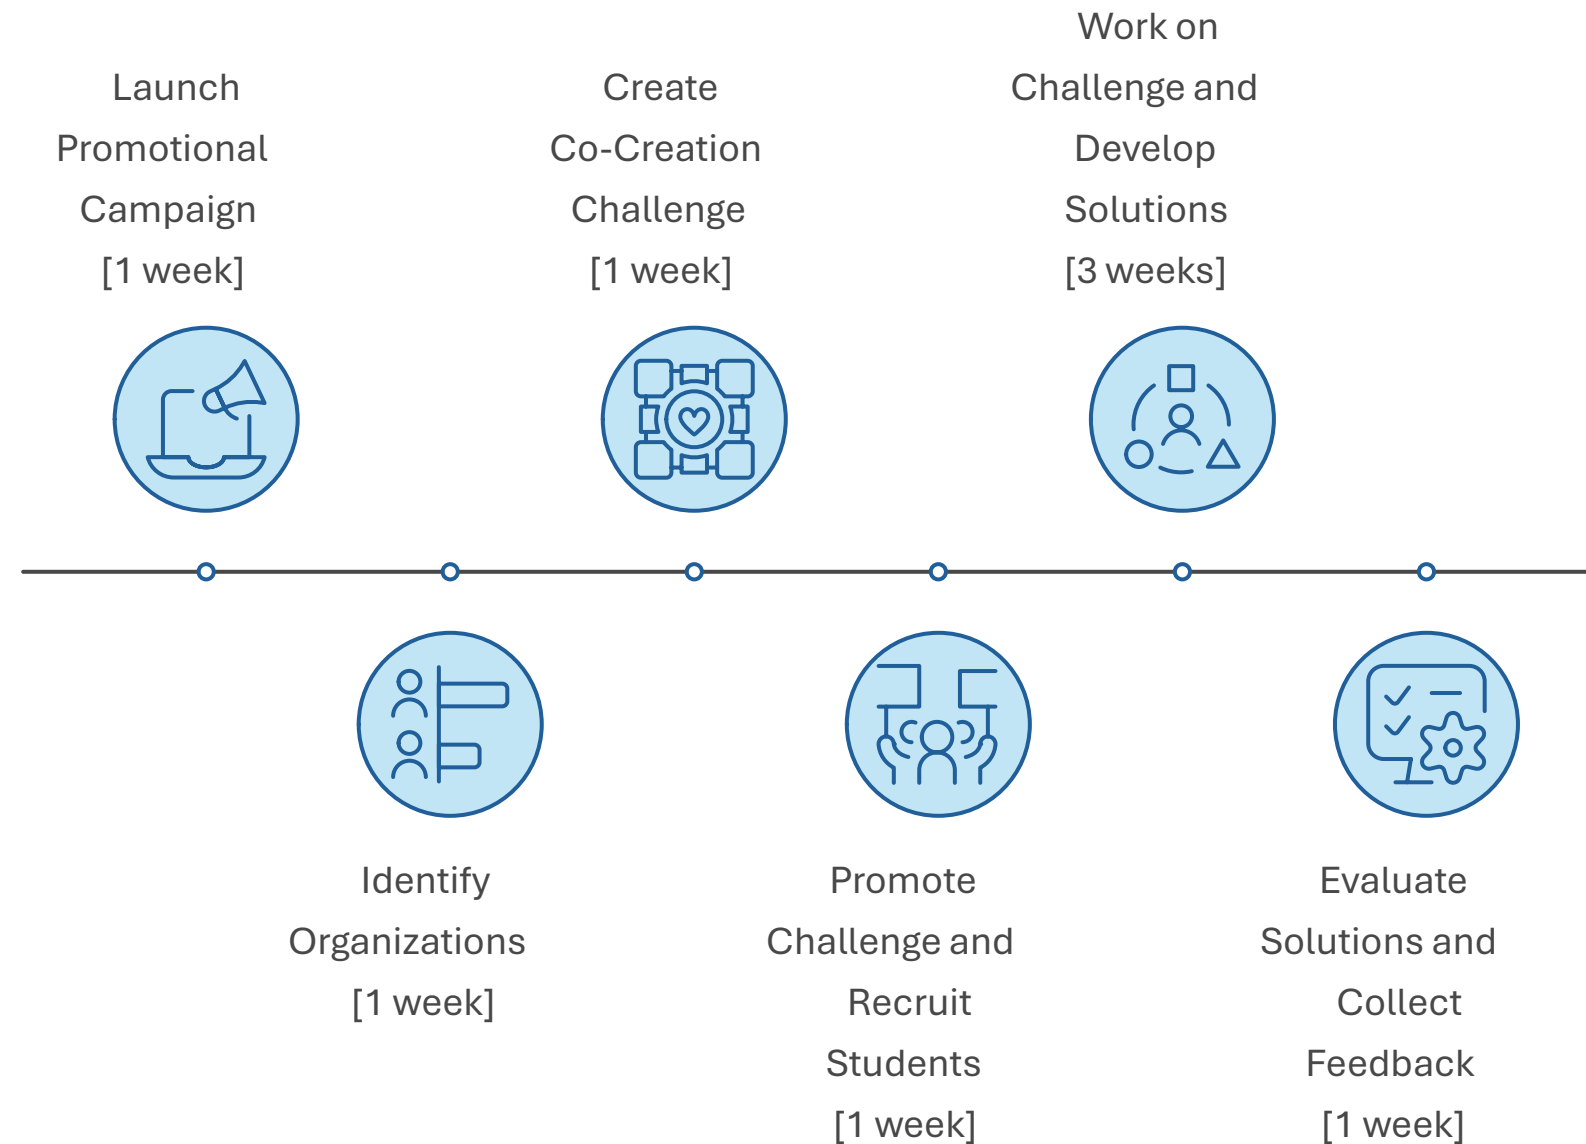 Launch
Promotional
Campaign
[1 week]
Identify
Organizations
[1 week]
Create
Co-Creation
Challenge
[1 week]
Promote
Challenge and
Recruit
Students
[1 week]
Work on
Challenge and
Develop
Solutions
[3 weeks]
Evaluate
Solutions and
Collect
Feedback
[1 week]